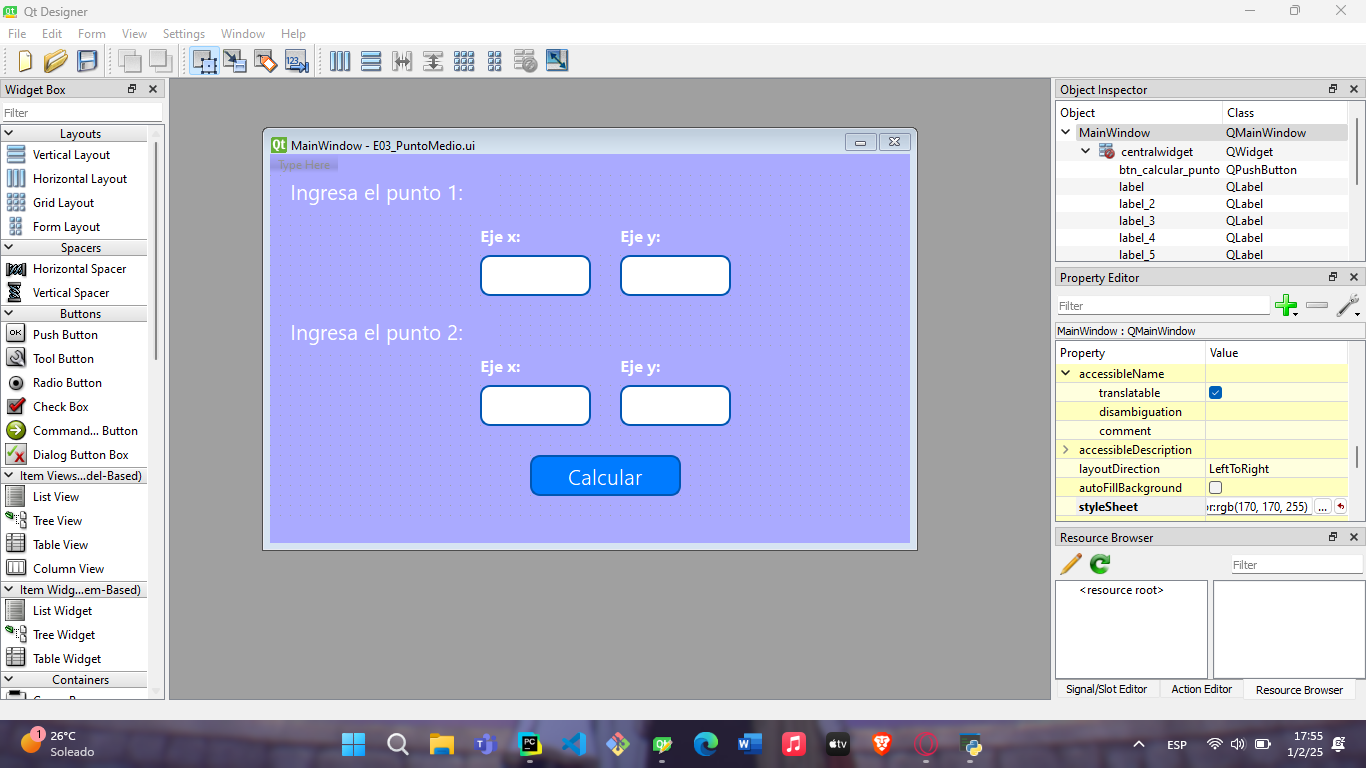 Qt Designer
File Edit Form View Settings Window Help
Widget Box
Filter
Layouts
Vertical Layout
Horizontal Layout
Grid Layout
Form Layout
Spacers
Horizontal Spacer
Vertical Spacer
Buttons
OK Push Button
Tool Button
Radio Button
Check Box
Command... Button
Dialog Button Box
Item Views...del-Based)
List View
Tree View
Table View
Column View
Item Widg...em-Based)
List Widget
Tree Widget
Table Widget
Containers
MainWindow - E03_PuntoMedio.ui
Type Here
Ingresa el punto 1:
Eje x: Eje y:
Ingresa el punto 2:
Eje x: Eje y:
Calcular
Object Inspector
Object Class
MainWindow QMainWindow
centralwidget QWidget
btn_calcular_punto QPushButton
label QLabel
label_2 QLabel
label_3 QLabel
label_4 QLabel
label_5 QLabel
Property Editor
Filter
MainWindow : QMainWindow
Property Value
accessibleName
translatable
disambiguation
comment
accessibleDescription
layoutDirection LeftToRight
autoFillBackground
styleSheet or:rgb(170, 170, 255) ...
Resource Browser
Filter
<resource root>
Signal/Slot Editor Action Editor Resource Browser
1
26°C
Soleado
ESP
17:55
1/2/25